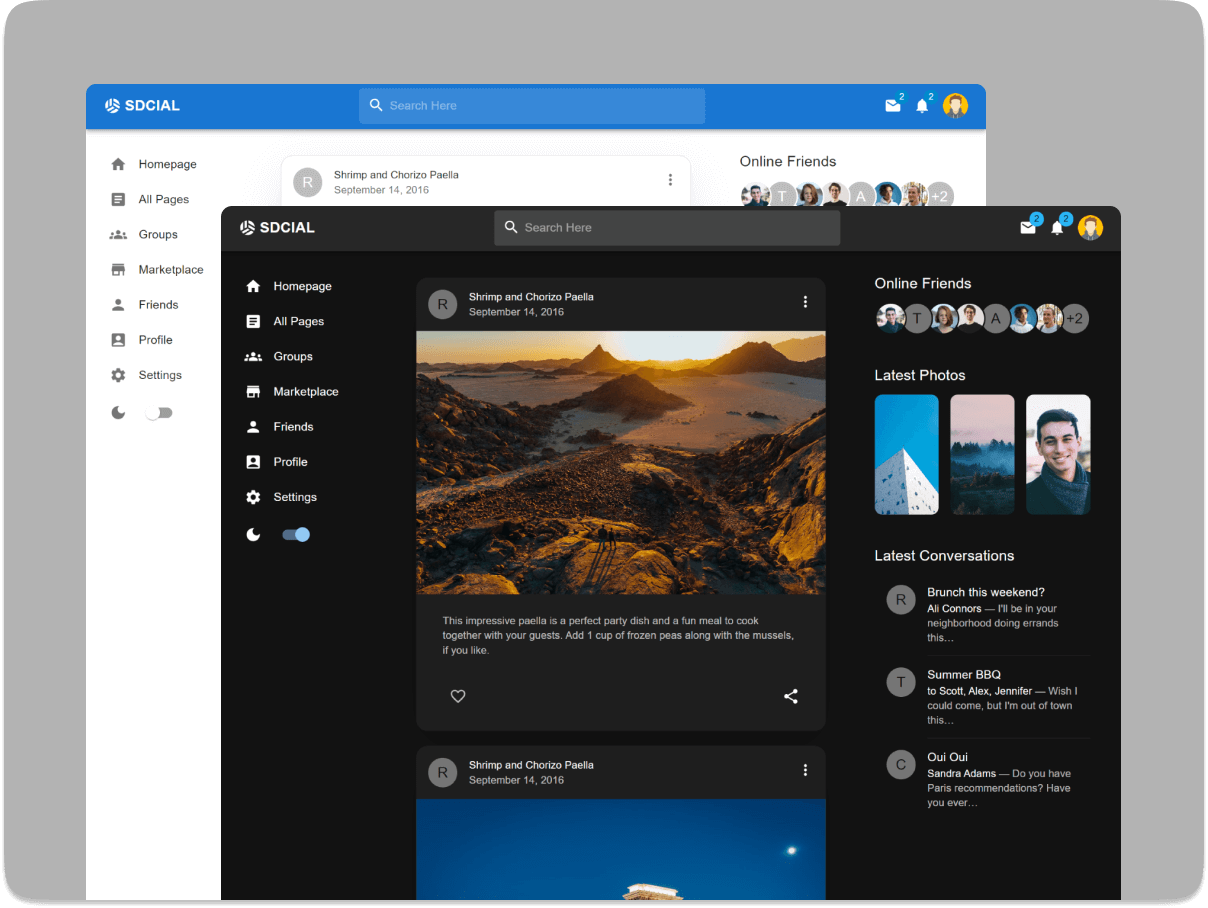 SDCIAL
Search Here
2
2
Homepage
All Pages
Groups
Marketplace
Friends
Profile
Settings
R
Shrimp and Chorizo Paella
September 14, 2016
Online Friends
T
A
+2
SDCIAL
Search Here
2
2
Homepage
All Pages
Groups
Marketplace
Friends
Profile
Settings
R
Shrimp and Chorizo Paella
September 14, 2016
This impressive paella is a perfect party dish and a fun meal to cook
together with your guests. Add 1 cup of frozen peas along with the mussels,
if you like.
R
Shrimp and Chorizo Paella
September 14, 2016
Online Friends
T
A
+2
Latest Photos
Latest Conversations
R
Brunch this weekend?
Ali Connors — I'll be in your
neighborhood doing errands
this…
T
Summer BBQ
to Scott, Alex, Jennifer — Wish I
could come, but I'm out of town
this…
C
Oui Oui
Sandra Adams — Do you have
Paris recommendations? Have
you ever…